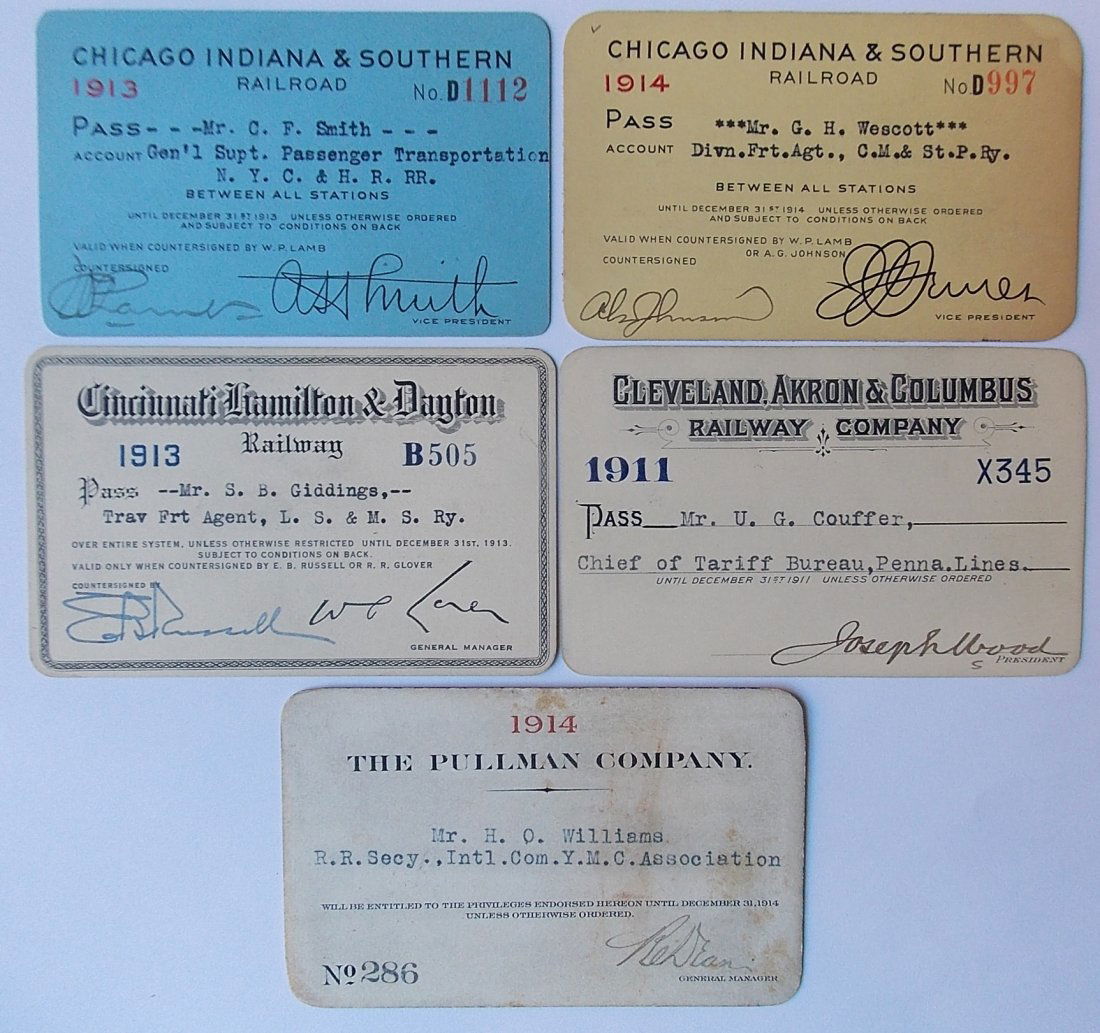 CHICAGO INDIANA & SOUTHERN
1913 RAILROAD No. D1112
PASS - - -Mr. C. F. Smith - - -
ACCOUNT Gen'l Supt. Passenger Transportation
N. Y. C. & H. R. RR.
BETWEEN ALL STATIONS
UNTIL DECEMBER 31ST 1913 UNLESS OTHERWISE ORDERED
AND SUBJECT TO CONDITIONS ON BACK
VALID WHEN COUNTERSIGNED BY W. P. LAMB
COUNTERSIGNED
AH Smith
VICE PRESIDENT
CHICAGO INDIANA & SOUTHERN
1914 RAILROAD No. D997
PASS ***Mr. G. H. Wescott***
ACCOUNT Divn.Frt.Agt., C.M.& St.P.Ry.
BETWEEN ALL STATIONS
UNTIL DECEMBER 31ST 1914 UNLESS OTHERWISE ORDERED
AND SUBJECT TO CONDITIONS ON BACK
VALID WHEN COUNTERSIGNED BY W. P. LAMB
OR A. G. JOHNSON
COUNTERSIGNED
VICE PRESIDENT
Cincinnati Hamilton & Dayton
1913 Railway B505
Pass --Mr. S. B. Giddings,--
Trav Frt Agent, L. S. & M. S. Ry.
OVER ENTIRE SYSTEM, UNLESS OTHERWISE RESTRICTED UNTIL DECEMBER 31ST, 1913.
SUBJECT TO CONDITIONS ON BACK.
VALID ONLY WHEN COUNTERSIGNED BY E. B. RUSSELL OR R. R. GLOVER
COUNTERSIGNED BY
EB Russell
GENERAL MANAGER
CLEVELAND, AKRON & COLUMBUS
RAILWAY COMPANY
1911 X345
PASS Mr. U. G. Couffer,
Chief of Tariff Bureau,Penna.Lines.
UNTIL DECEMBER 31ST 1911 UNLESS OTHERWISE ORDERED
Joseph Wood
S PRESIDENT
1914
THE PULLMAN COMPANY.
Mr. H. O. Williams
R.R.Secy.,Intl.Com.Y.M.C.Association
WILL BE ENTITLED TO THE PRIVILEGES ENDORSED HEREON UNTIL DECEMBER 31, 1914
UNLESS OTHERWISE ORDERED.
No 286
GENERAL MANAGER